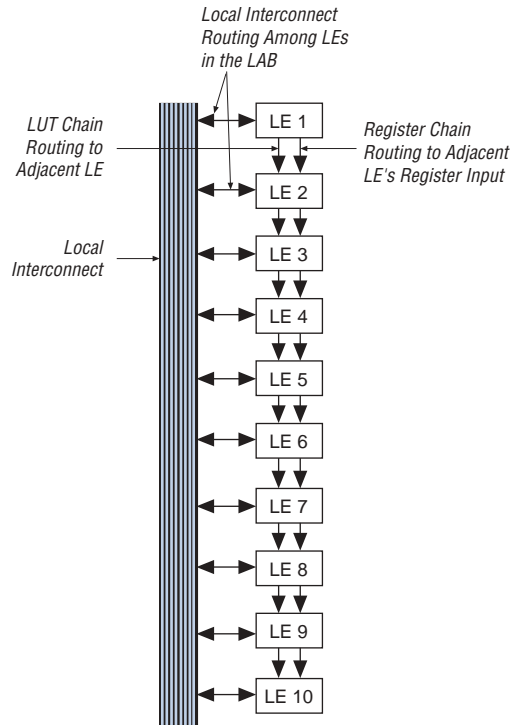 Local Interconnect
Routing Among LEs
in the LAB
LUT Chain
Routing to
Adjacent LE
Register Chain
Routing to Adjacent
LE's Register Input
Local
Interconnect
LE 1
LE 2
LE 3
LE 4
LE 5
LE 6
LE 7
LE 8
LE 9
LE 10